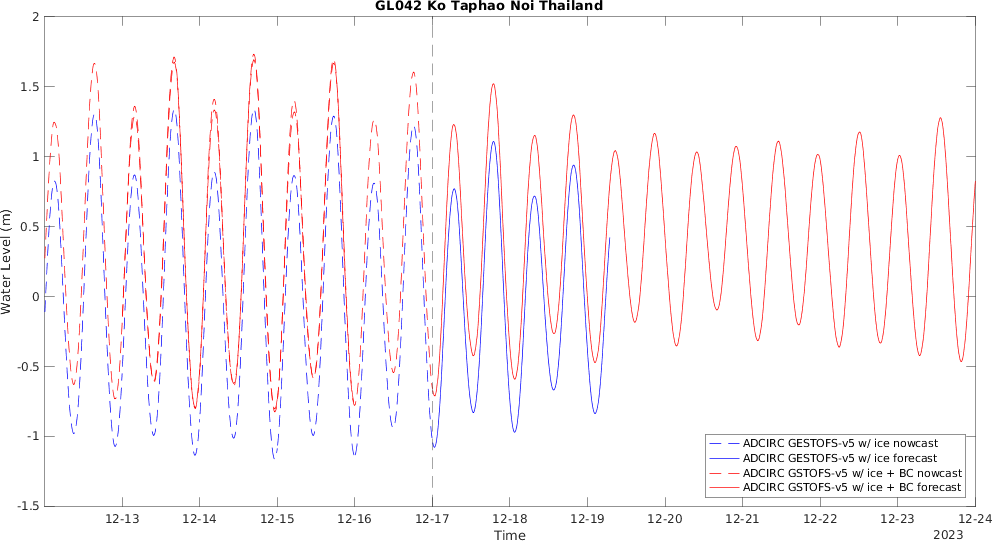 GL042 Ko Taphao Noi Thailand
2
1.5
1
0.5
0
-0.5
-1
-1.5
Water Level (m)
12-13 12-14 12-15 12-16 12-17 12-18 12-19 12-20 12-21 12-22 12-23 12-24
Time
2023
ADCIRC GESTOFS-v5 w/ ice nowcast
ADCIRC GESTOFS-v5 w/ ice forecast
ADCIRC GSTOFS-v5 w/ ice + BC nowcast
ADCIRC GSTOFS-v5 w/ ice + BC forecast